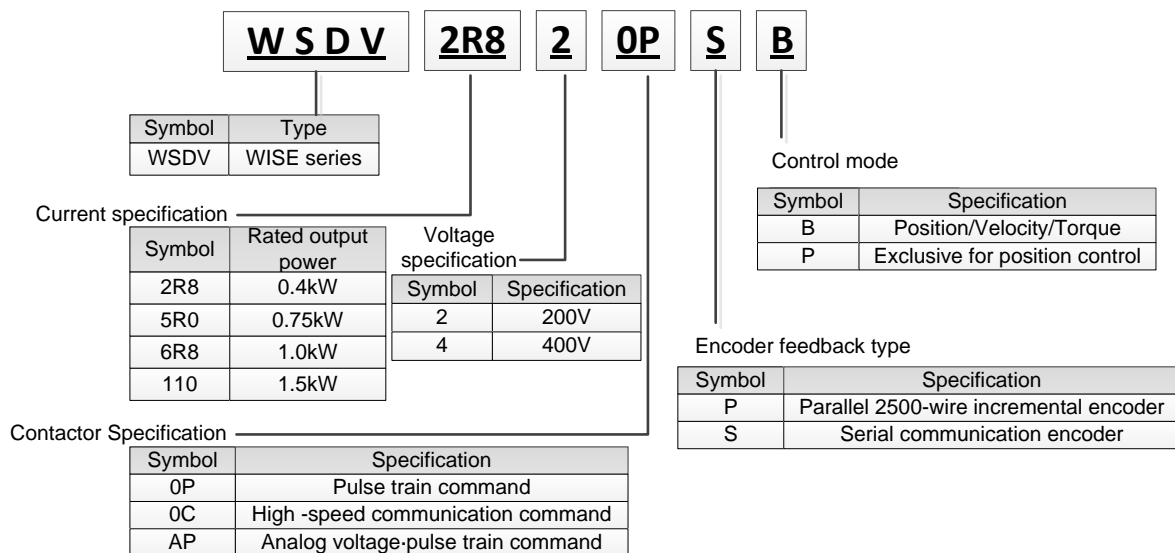 W S D V 2R8 2 0P S B
Symbol Type
WSDV WISE series
Control mode
Symbol Specification
B Position/Velocity/Torque
P Exclusive for position control
Current specification
Symbol Rated output
power
2R8 0.4kW
5R0 0.75kW
6R8 1.0kW
110 1.5kW
Voltage
specification
Symbol Specification
2 200V
4 400V
Encoder feedback type
Symbol Specification
P Parallel 2500-wire incremental encoder
S Serial communication encoder
Contactor Specification
Symbol Specification
0P Pulse train command
0C High -speed communication command
AP Analog voltage·pulse train command